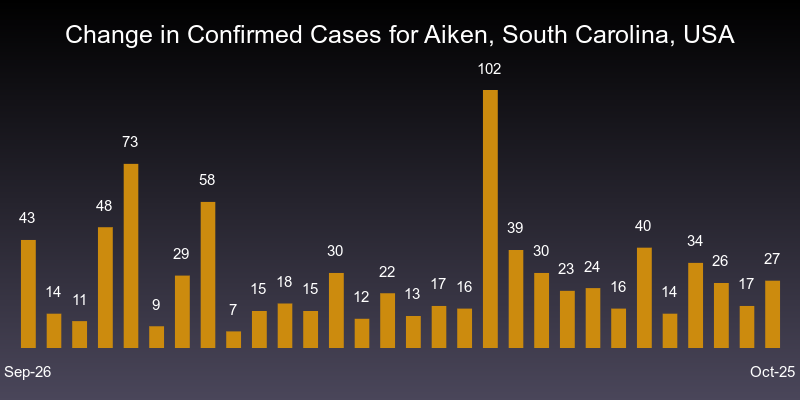 Change in Confirmed Cases for Aiken, South Carolina, USA
43 14 11 48 73 9 29 58 7 15 18 15 30 12 22 13 17 16 102 39 30 23 24 16 40 14 34 26 17 27
Sep-26 Oct-25